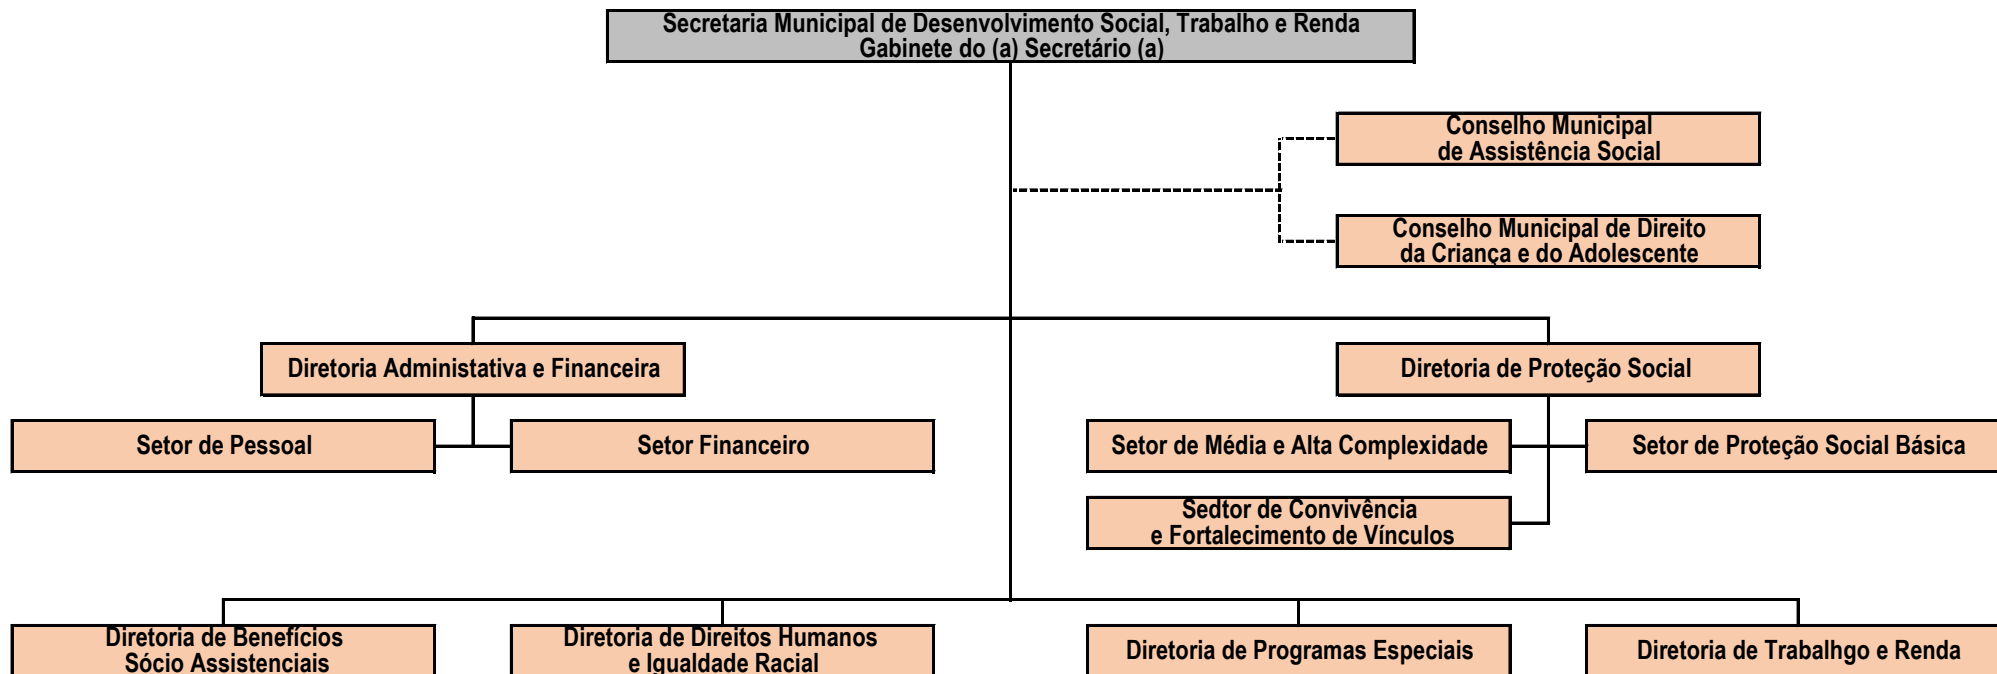 Secretaria Municipal de Desenvolvimento Social, Trabalho e Renda
Gabinete do (a) Secretário (a)
Conselho Municipal
de Assistência Social
Conselho Municipal de Direito
da Criança e do Adolescente
Diretoria Administativa e Financeira
Diretoria de Proteção Social
Setor de Pessoal
Setor Financeiro
Setor de Média e Alta Complexidade
Setor de Proteção Social Básica
Sedtor de Convivência
e Fortalecimento de Vínculos
Diretoria de Benefícios
Sócio Assistenciais
Diretoria de Direitos Humanos
e Igualdade Racial
Diretoria de Programas Especiais
Diretoria de Trabalhgo e Renda